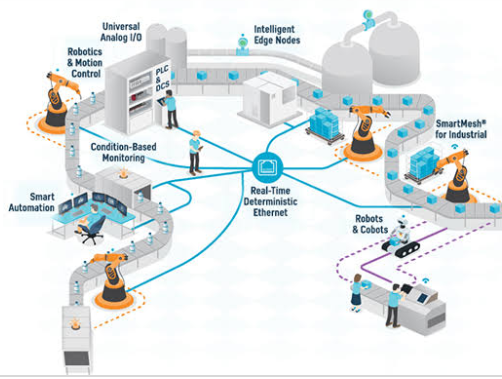 Universal
Analog I/O
Intelligent
Edge Nodes
Robotics
& Motion
Control
PLC
&
DCS
SmartMesh®
for Industrial
Condition-Based
Monitoring
Smart
Automation
Real-Time
Deterministic
Ethernet
Robots
& Cobots